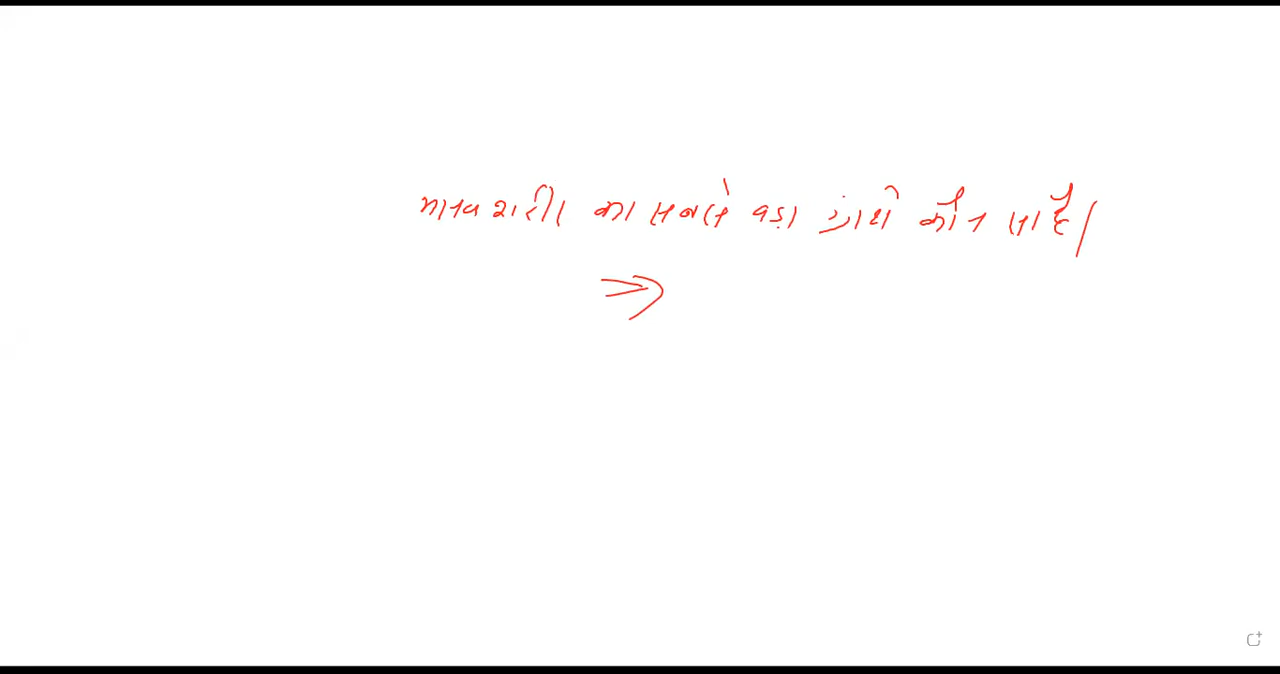 मानव शरीर का सबसे बड़ा कौन सा है।